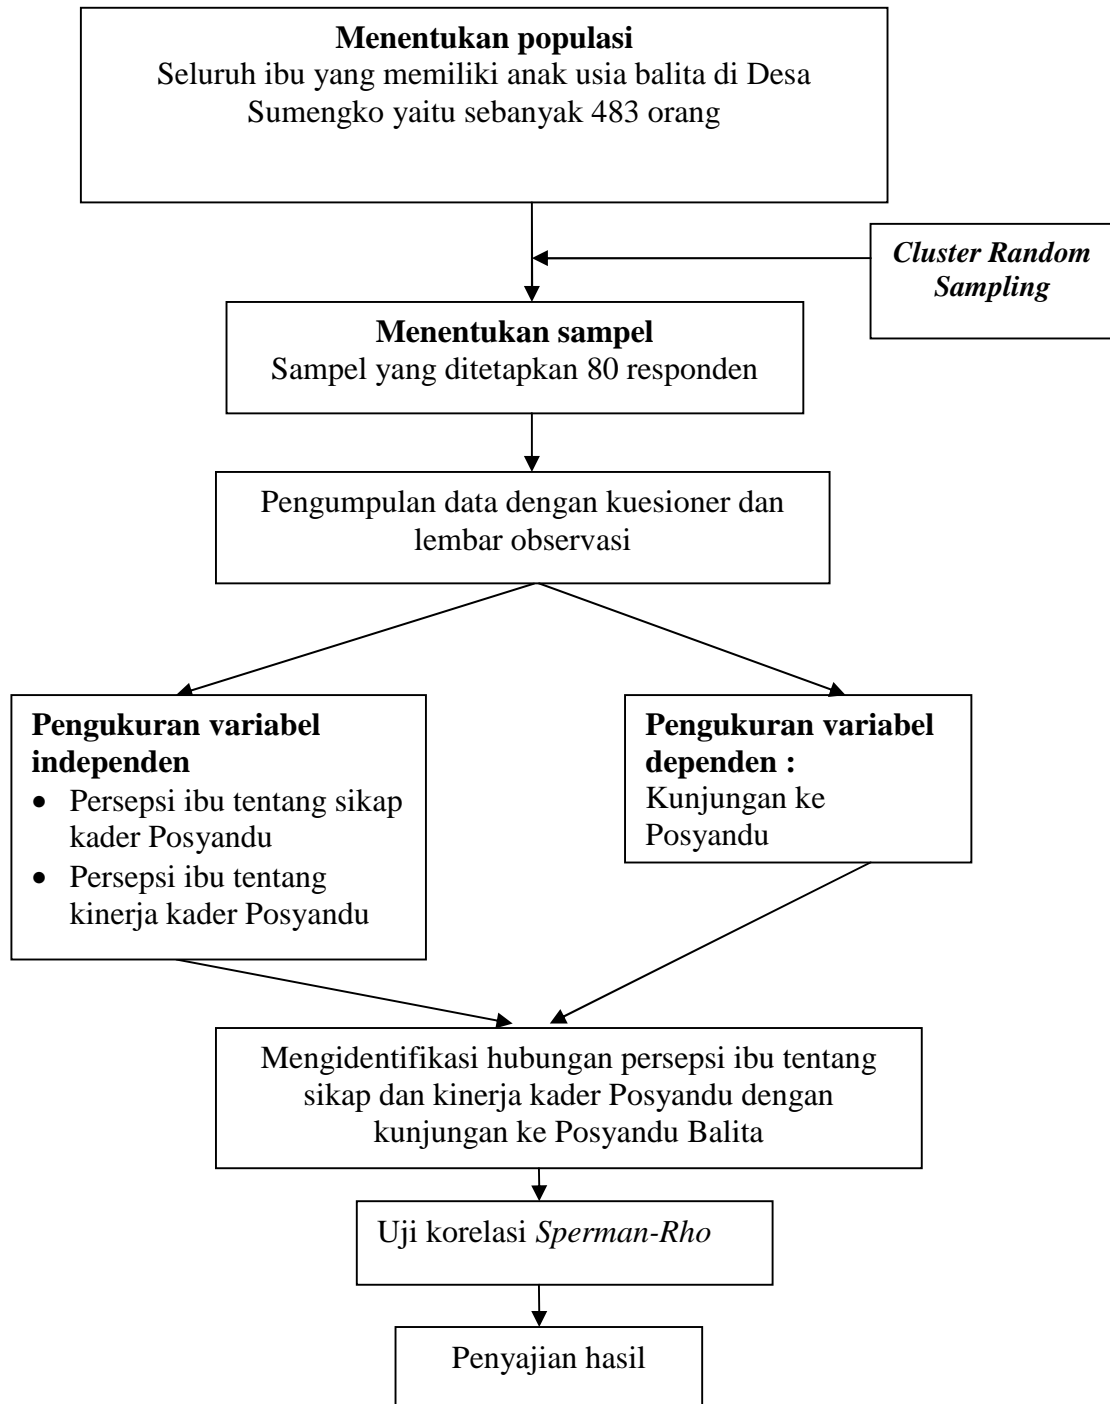 Menentukan populasi
Seluruh ibu yang memiliki anak usia balita di Desa
Sumengko yaitu sebanyak 483 orang
Cluster Random
Sampling
Menentukan sampel
Sampel yang ditetapkan 80 responden
Pengumpulan data dengan kuesioner dan
lembar observasi
Pengukuran variabel
independen
• Persepsi ibu tentang sikap
kader Posyandu
• Persepsi ibu tentang
kinerja kader Posyandu
Pengukuran variabel
dependen :
Kunjungan ke
Posyandu
Mengidentifikasi hubungan persepsi ibu tentang
sikap dan kinerja kader Posyandu dengan
kunjungan ke Posyandu Balita
Uji korelasi Sperman-Rho
Penyajian hasil